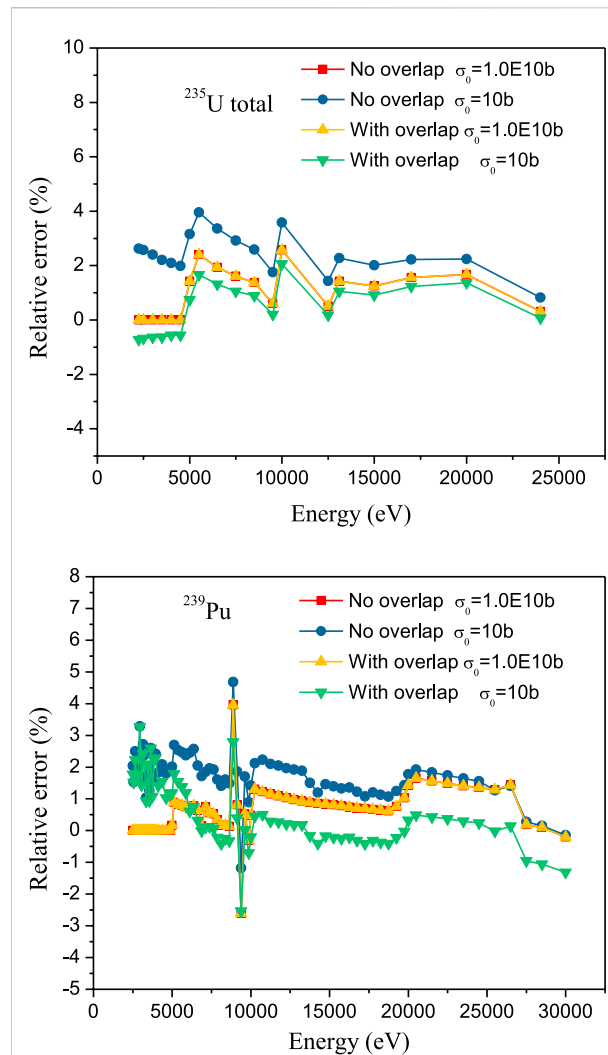 10
8
6
4
2
0
-2
-4
Relative error (%)
²³⁵U total
No overlap σ₀=1.0E10b
No overlap σ₀=10b
With overlap σ₀=1.0E10b
With overlap σ₀=10b
0 5000 10000 15000 20000 25000
Energy (eV)
8
7
6
5
4
3
2
1
0
-1
-2
-3
-4
-5
Relative error (%)
²³⁹Pu
No overlap σ₀=1.0E10b
No overlap σ₀=10b
With overlap σ₀=1.0E10b
With overlap σ₀=10b
0 5000 10000 15000 20000 25000 30000
Energy (eV)